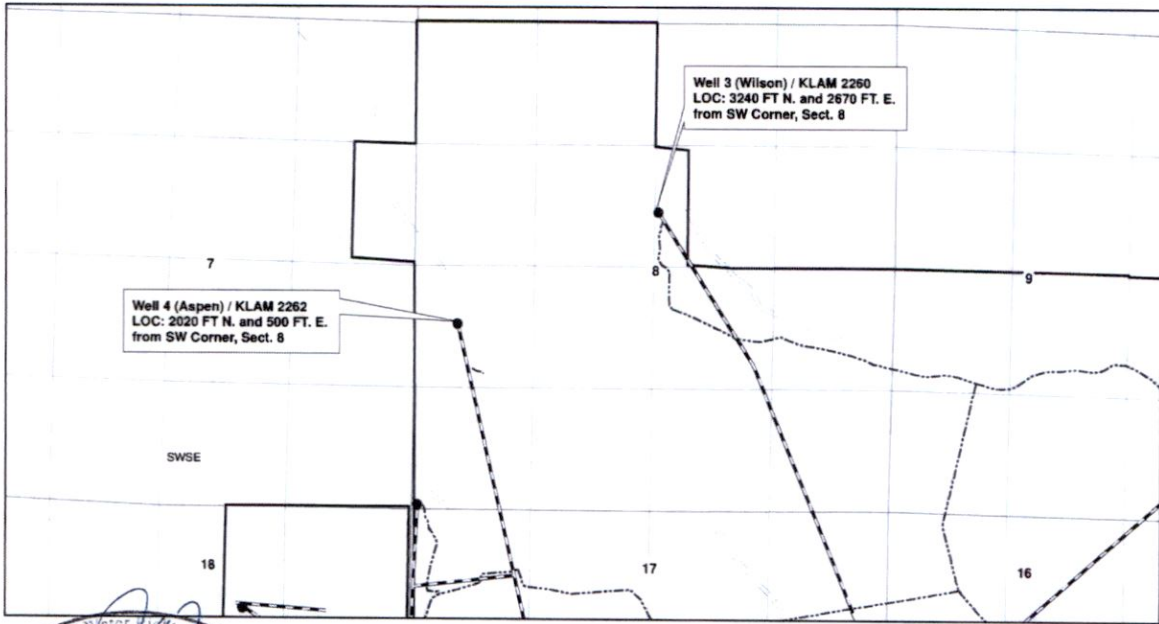 Well 3 (Wilson) / KLAM 2260
LOC: 3240 FT N. and 2670 FT. E.
from SW Corner, Sect. 8
7
8
9
Well 4 (Aspen) / KLAM 2262
LOC: 2020 FT N. and 500 FT. E.
from SW Corner, Sect. 8
SWSE
18
17
16